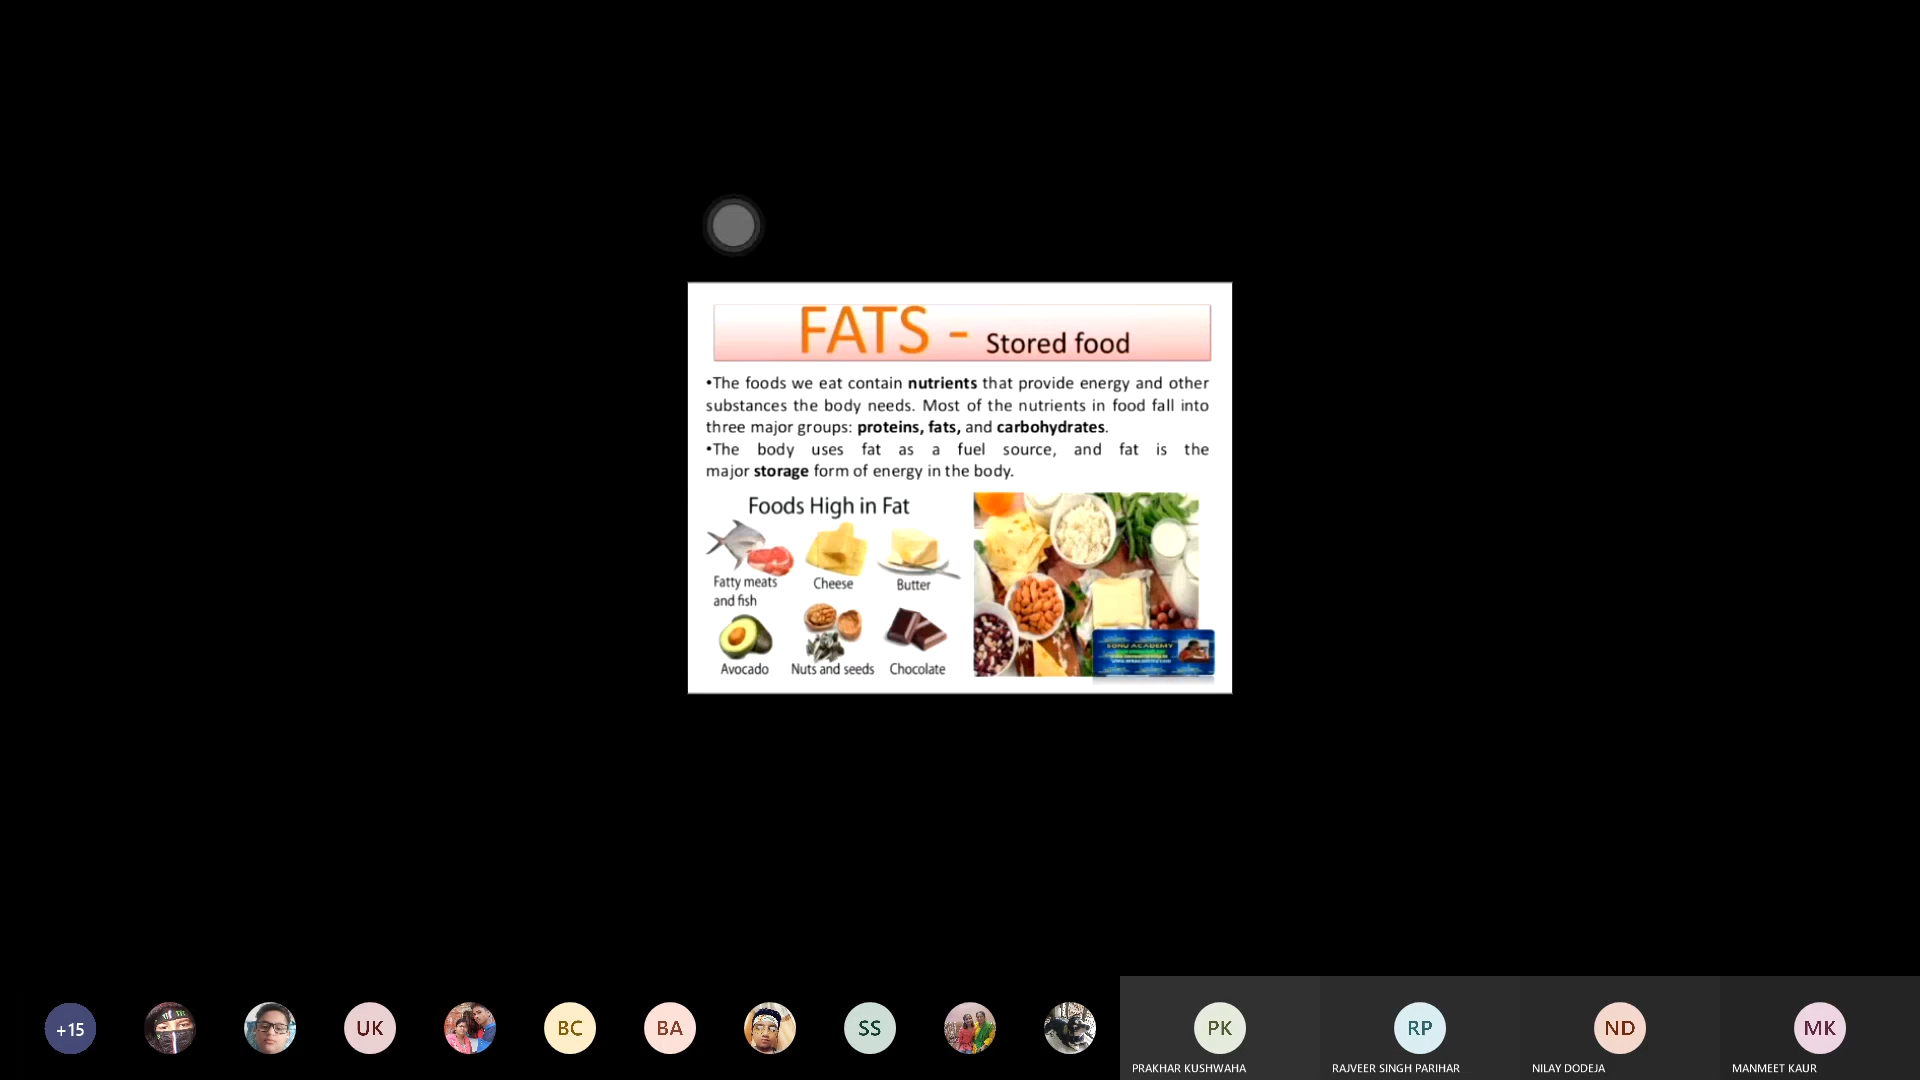 FATS - Stored food
•The foods we eat contain nutrients that provide energy and other
substances the body needs. Most of the nutrients in food fall into
three major groups: proteins, fats, and carbohydrates.
•The body uses fat as a fuel source, and fat is the
major storage form of energy in the body.
Foods High in Fat
Fatty meats
and fish
Cheese
Butter
Avocado
Nuts and seeds
Chocolate
SONU ACADEMY
+15
UK
BC
BA
SS
PK
RP
ND
MK
PRAKHAR KUSHWAHA
RAJVEER SINGH PARIHAR
NILAY DODEJA
MANMEET KAUR